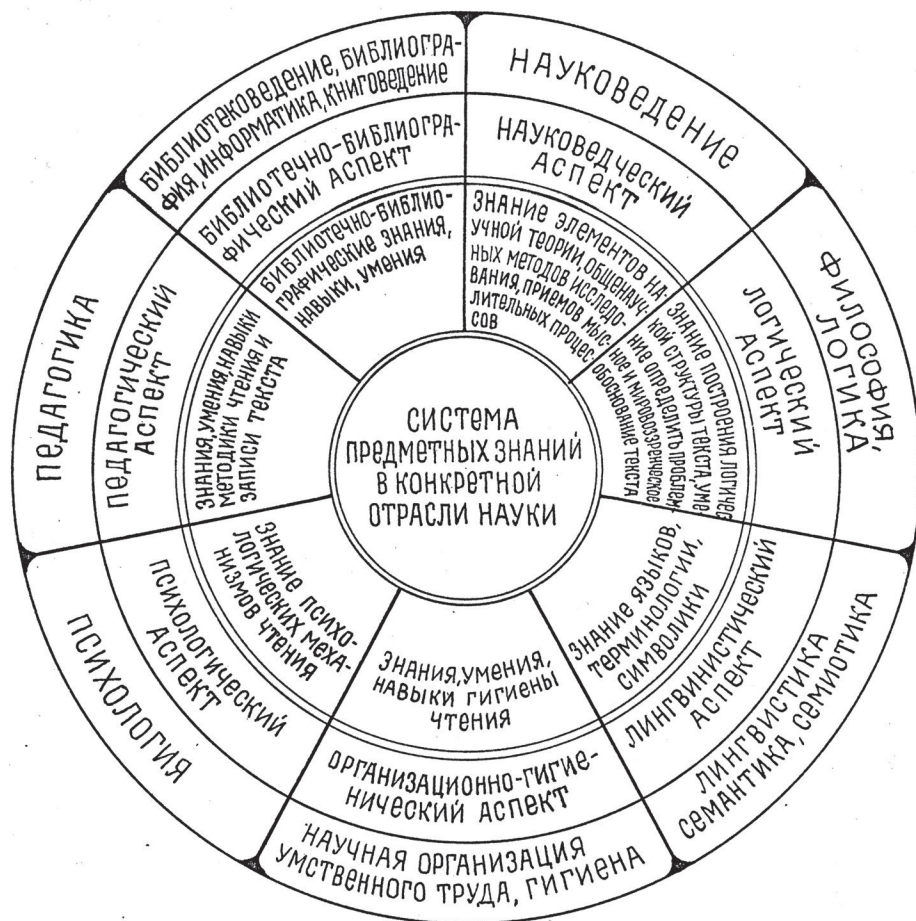 НАУКОВЕДЕНИЕ
НАУКОВЕДЧЕСКИЙ
АСПЕКТ
ЗНАНИЕ ЭЛЕМЕНТОВ НА-
УЧНОЙ ТЕОРИИ, ОБЩЕНАУЧ-
НЫХ МЕТОДОВ ИССЛЕДО-
ВАНИЯ, ПРИЕМОВ МЫС-
ЛИТЕЛЬНЫХ ПРОЦЕС-
СОВ
ФИЛОСОФИЯ,
ЛОГИКА
ЛОГИЧЕСКИЙ
АСПЕКТ
ЗНАНИЕ ПОСТРОЕНИЯ ЛОГИЧЕС-
КОЙ СТРУКТУРЫ ТЕКСТА, УМЕ-
НИЕ ОПРЕДЕЛИТЬ ПРОБЛЕМ-
НОЕ И МИРОВОЗЗРЕНЧЕСКОЕ
ОБОСНОВАНИЕ ТЕКСТА
ЛИНГВИСТИКА
СЕМАНТИКА, СЕМИОТИКА
ЛИНГВИНИСТИЧЕСКИЙ
АСПЕКТ
ЗНАНИЕ ЯЗЫКОВ,
ТЕРМИНОЛОГИИ,
СИМВОЛИКИ
НАУЧНАЯ ОРГАНИЗАЦИЯ
УМСТВЕННОГО ТРУДА, ГИГИЕНА
ОРГАНИЗАЦИОННО-ГИГИЕ-
НИЧЕСКИЙ АСПЕКТ
ЗНАНИЯ, УМЕНИЯ,
НАВЫКИ ГИГИЕНЫ
ЧТЕНИЯ
ПСИХОЛОГИЯ
ПСИХОЛОГИЧЕСКИЙ
АСПЕКТ
ЗНАНИЕ ПСИХО-
ЛОГИЧЕСКИХ МЕХА-
НИЗМОВ ЧТЕНИЯ
ПЕДАГОГИКА
ПЕДАГОГИЧЕСКИЙ
АСПЕКТ
ЗНАНИЯ, УМЕНИЯ, НАВЫКИ
МЕТОДИКИ ЧТЕНИЯ И
ЗАПИСИ ТЕКСТА
БИБЛИОТЕКОВЕДЕНИЕ, БИБЛИОГРА-
ФИЯ, ИНФОРМАТИКА, КНИГОВЕДЕНИЕ
БИБЛИОТЕЧНО-БИБЛИОГРА-
ФИЧЕСКИЙ АСПЕКТ
БИБЛИОТЕЧНО-БИБЛИО-
ГРАФИЧЕСКИЕ ЗНАНИЯ,
НАВЫКИ, УМЕНИЯ
СИСТЕМА
ПРЕДМЕТНЫХ ЗНАНИЙ
В КОНКРЕТНОЙ
ОТРАСЛИ НАУКИ